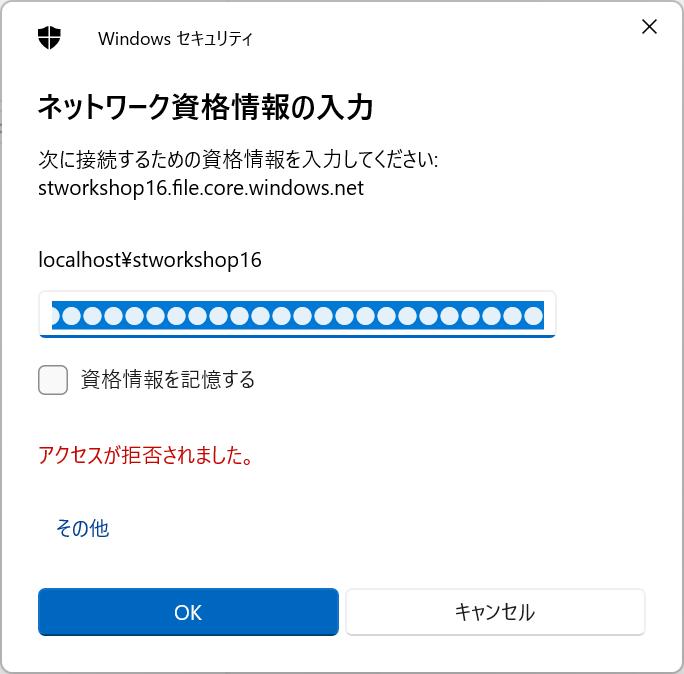 Windows セキュリティ
ネットワーク資格情報の入力
次に接続するための資格情報を入力してください:
stworkshop16.file.core.windows.net
localhost¥stworkshop16
資格情報を記憶する
アクセスが拒否されました。
その他
OK
キャンセル